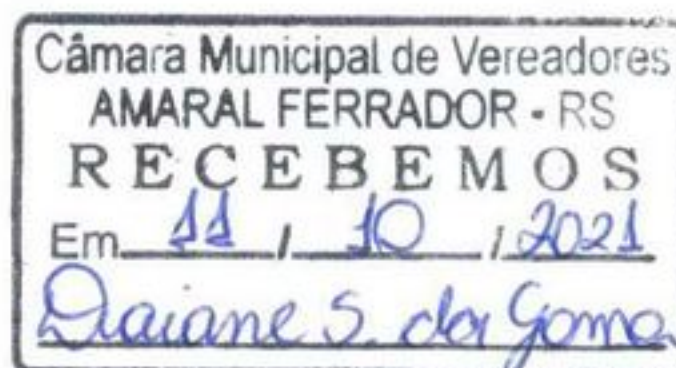 Câmara Municipal de Vereadores
AMARAL FERRADOR - RS
RECEBEMOS
Em 11 / 10 / 2021
Daiane S. da Gama